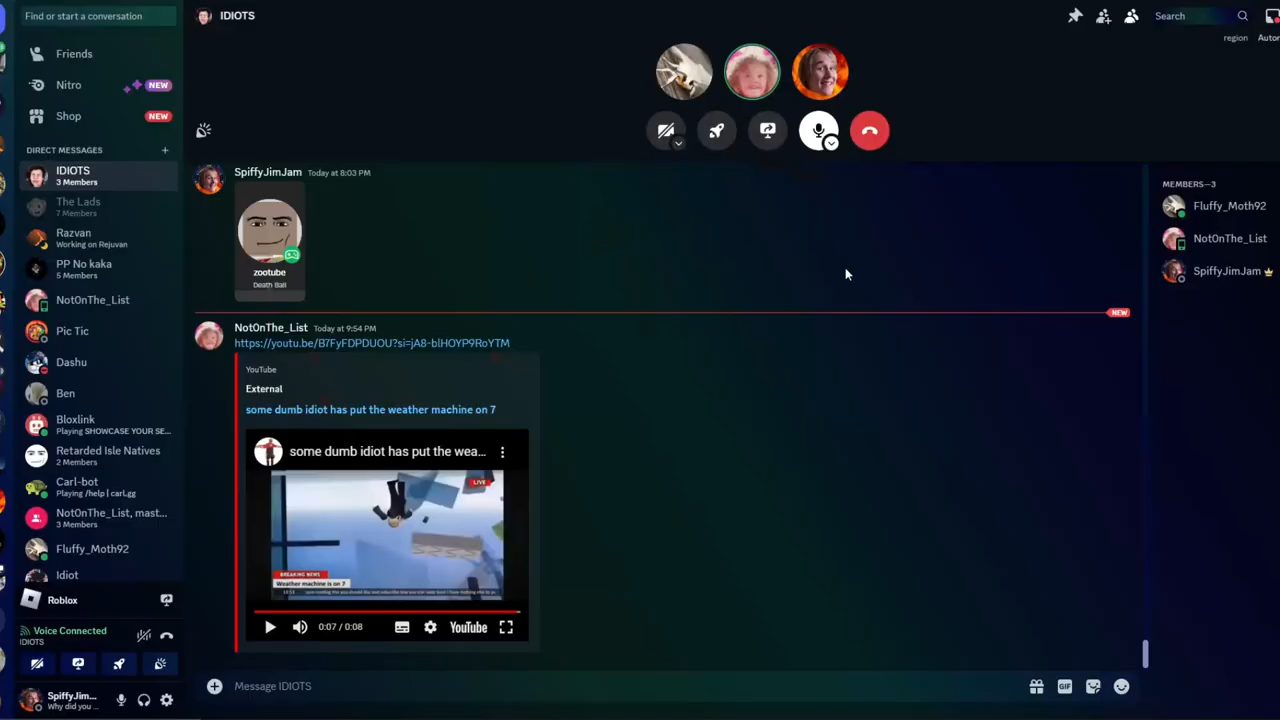 Find or start a conversation
Friends
Nitro
NEW
Shop
NEW
DIRECT MESSAGES
IDIOTS
3 Members
The Lads
7 Members
Razvan
Working on Rejuvan
PP No kaka
5 Members
NotOnThe_List
Pic Tic
Dashu
Ben
Bloxlink
Playing SHOWCASE YOUR SE...
Retarded Isle Natives
2 Members
Carl-bot
Playing /help | carl.gg
NotOnThe_List, mast...
3 Members
Fluffy_Moth92
Idiot
Roblox
Voice Connected
IDIOTS
SpiffyJim...
Why did you
IDIOTS
Search
region
Autor
SpiffyJimJam Today at 8:03 PM
zootube
Death Ball
NEW
NotOnThe_List Today at 9:54 PM
https://youtu.be/B7FyFDPDUOU?si=jA8-blHOYP9RoYTM
YouTube
External
some dumb idiot has put the weather machine on 7
some dumb idiot has put the wea...
LIVE
BREAKING NEWS
Weather machine is on 7
0:07 / 0:08
YouTube
Message IDIOTS
GIF
MEMBERS—3
Fluffy_Moth92
NotOnThe_List
SpiffyJimJam